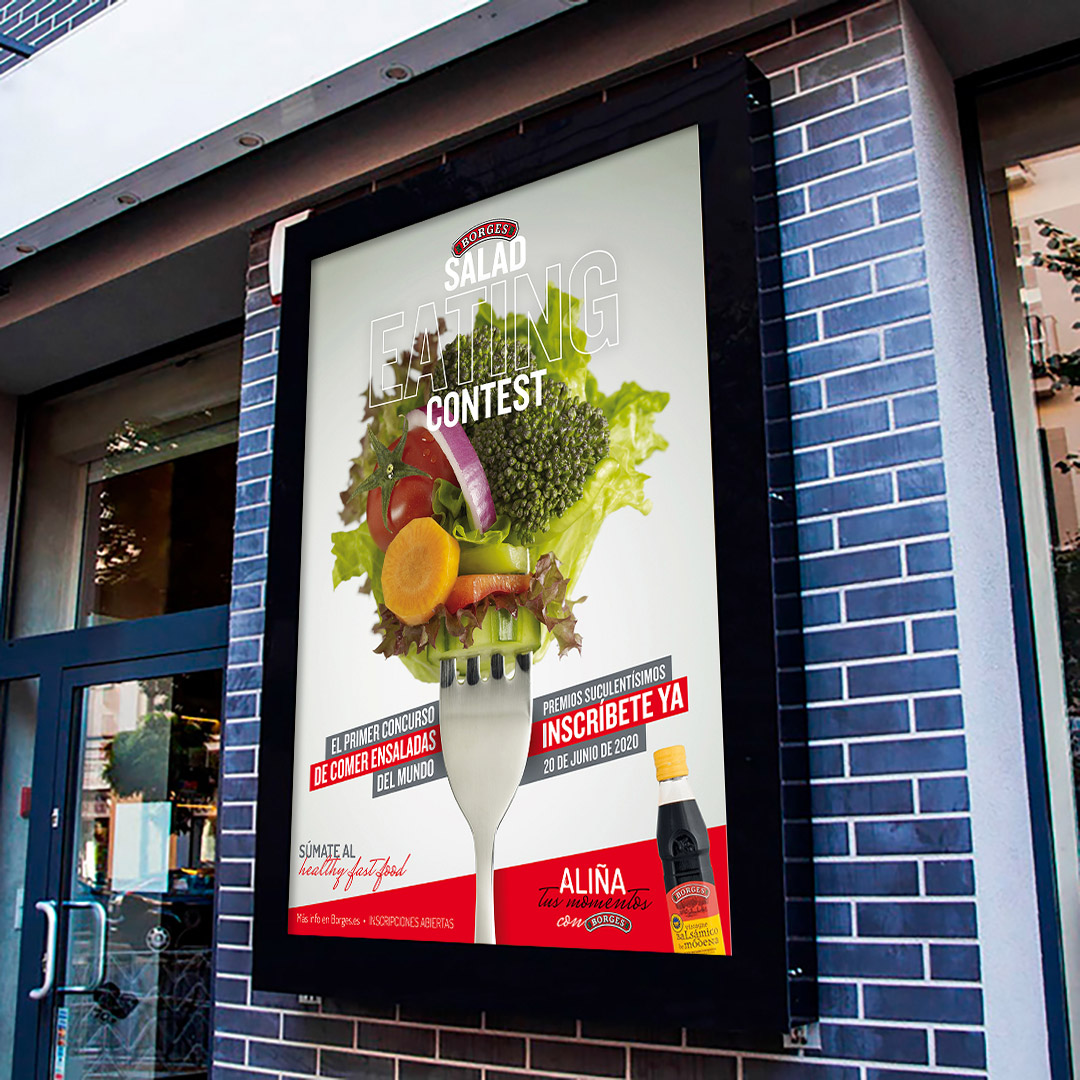 BORGES
SALAD
EATING
CONTEST
EL PRIMER CONCURSO
DE COMER ENSALADAS
DEL MUNDO
PREMIOS SUCULENTÍSIMOS
INSCRÍBETE YA
20 DE JUNIO DE 2020
SÚMATE AL
healthy fast food
Más info en Borges.es • INSCRIPCIONES ABIERTAS
ALIÑA
tus momentos
con BORGES
BORGES
vinagre
BALSÁMICO
DE MÓDENA